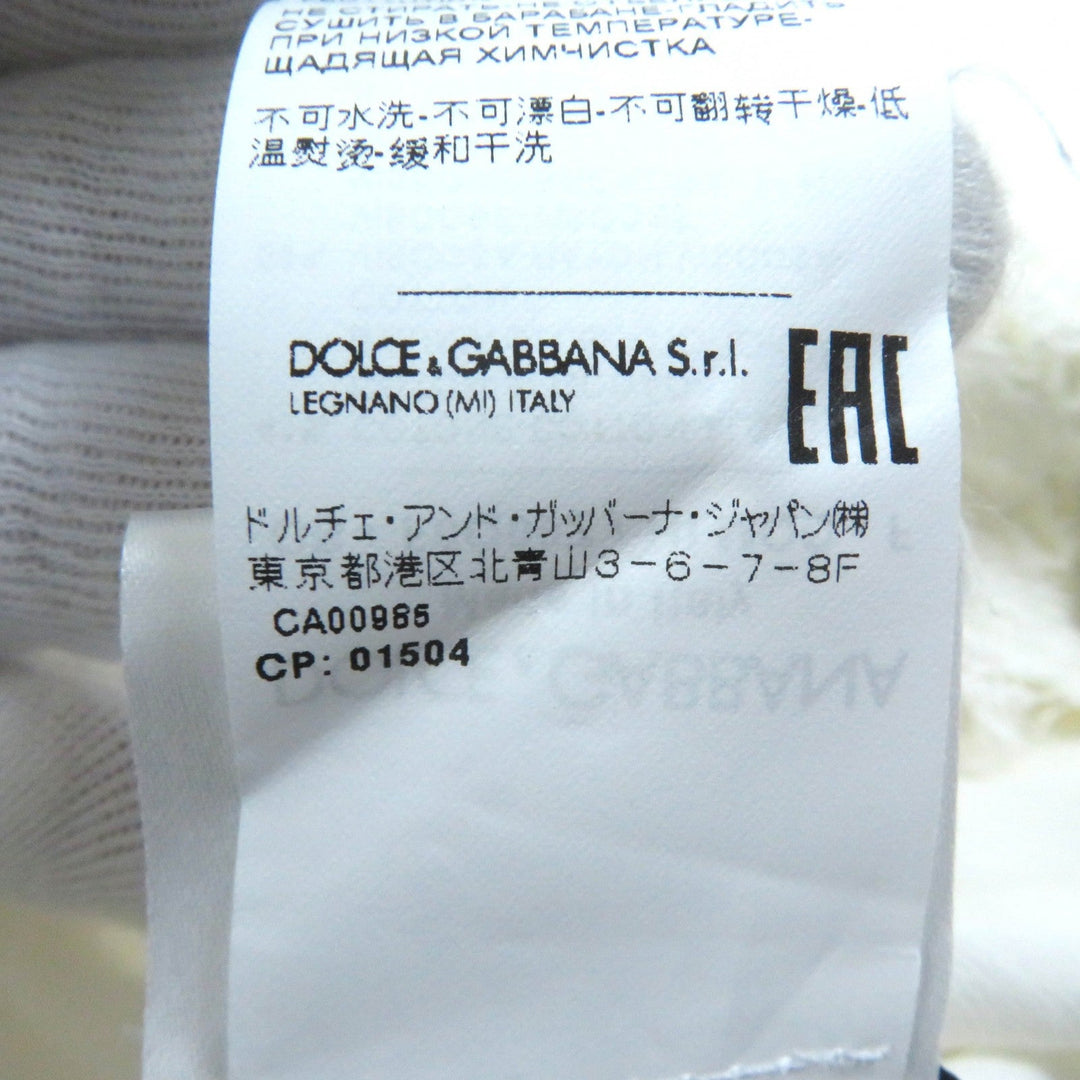 СУШИТЬ В БАРАБАНЕ-ГЛАДИТЬ
ПРИ НИЗКОЙ ТЕМПЕРАТУРЕ-
ЩАДЯЩАЯ ХИМЧИСТКА
不可水洗-不可漂白-不可翻转干燥-低
温熨烫-缓和干洗
DOLCE & GABBANA S.r.l.
LEGNANO (MI) ITALY
EAC
ドルチェ・アンド・ガッバーナ・ジャパン㈱
東京都港区北青山3-6-7-8F
CA00985
CP: 01504